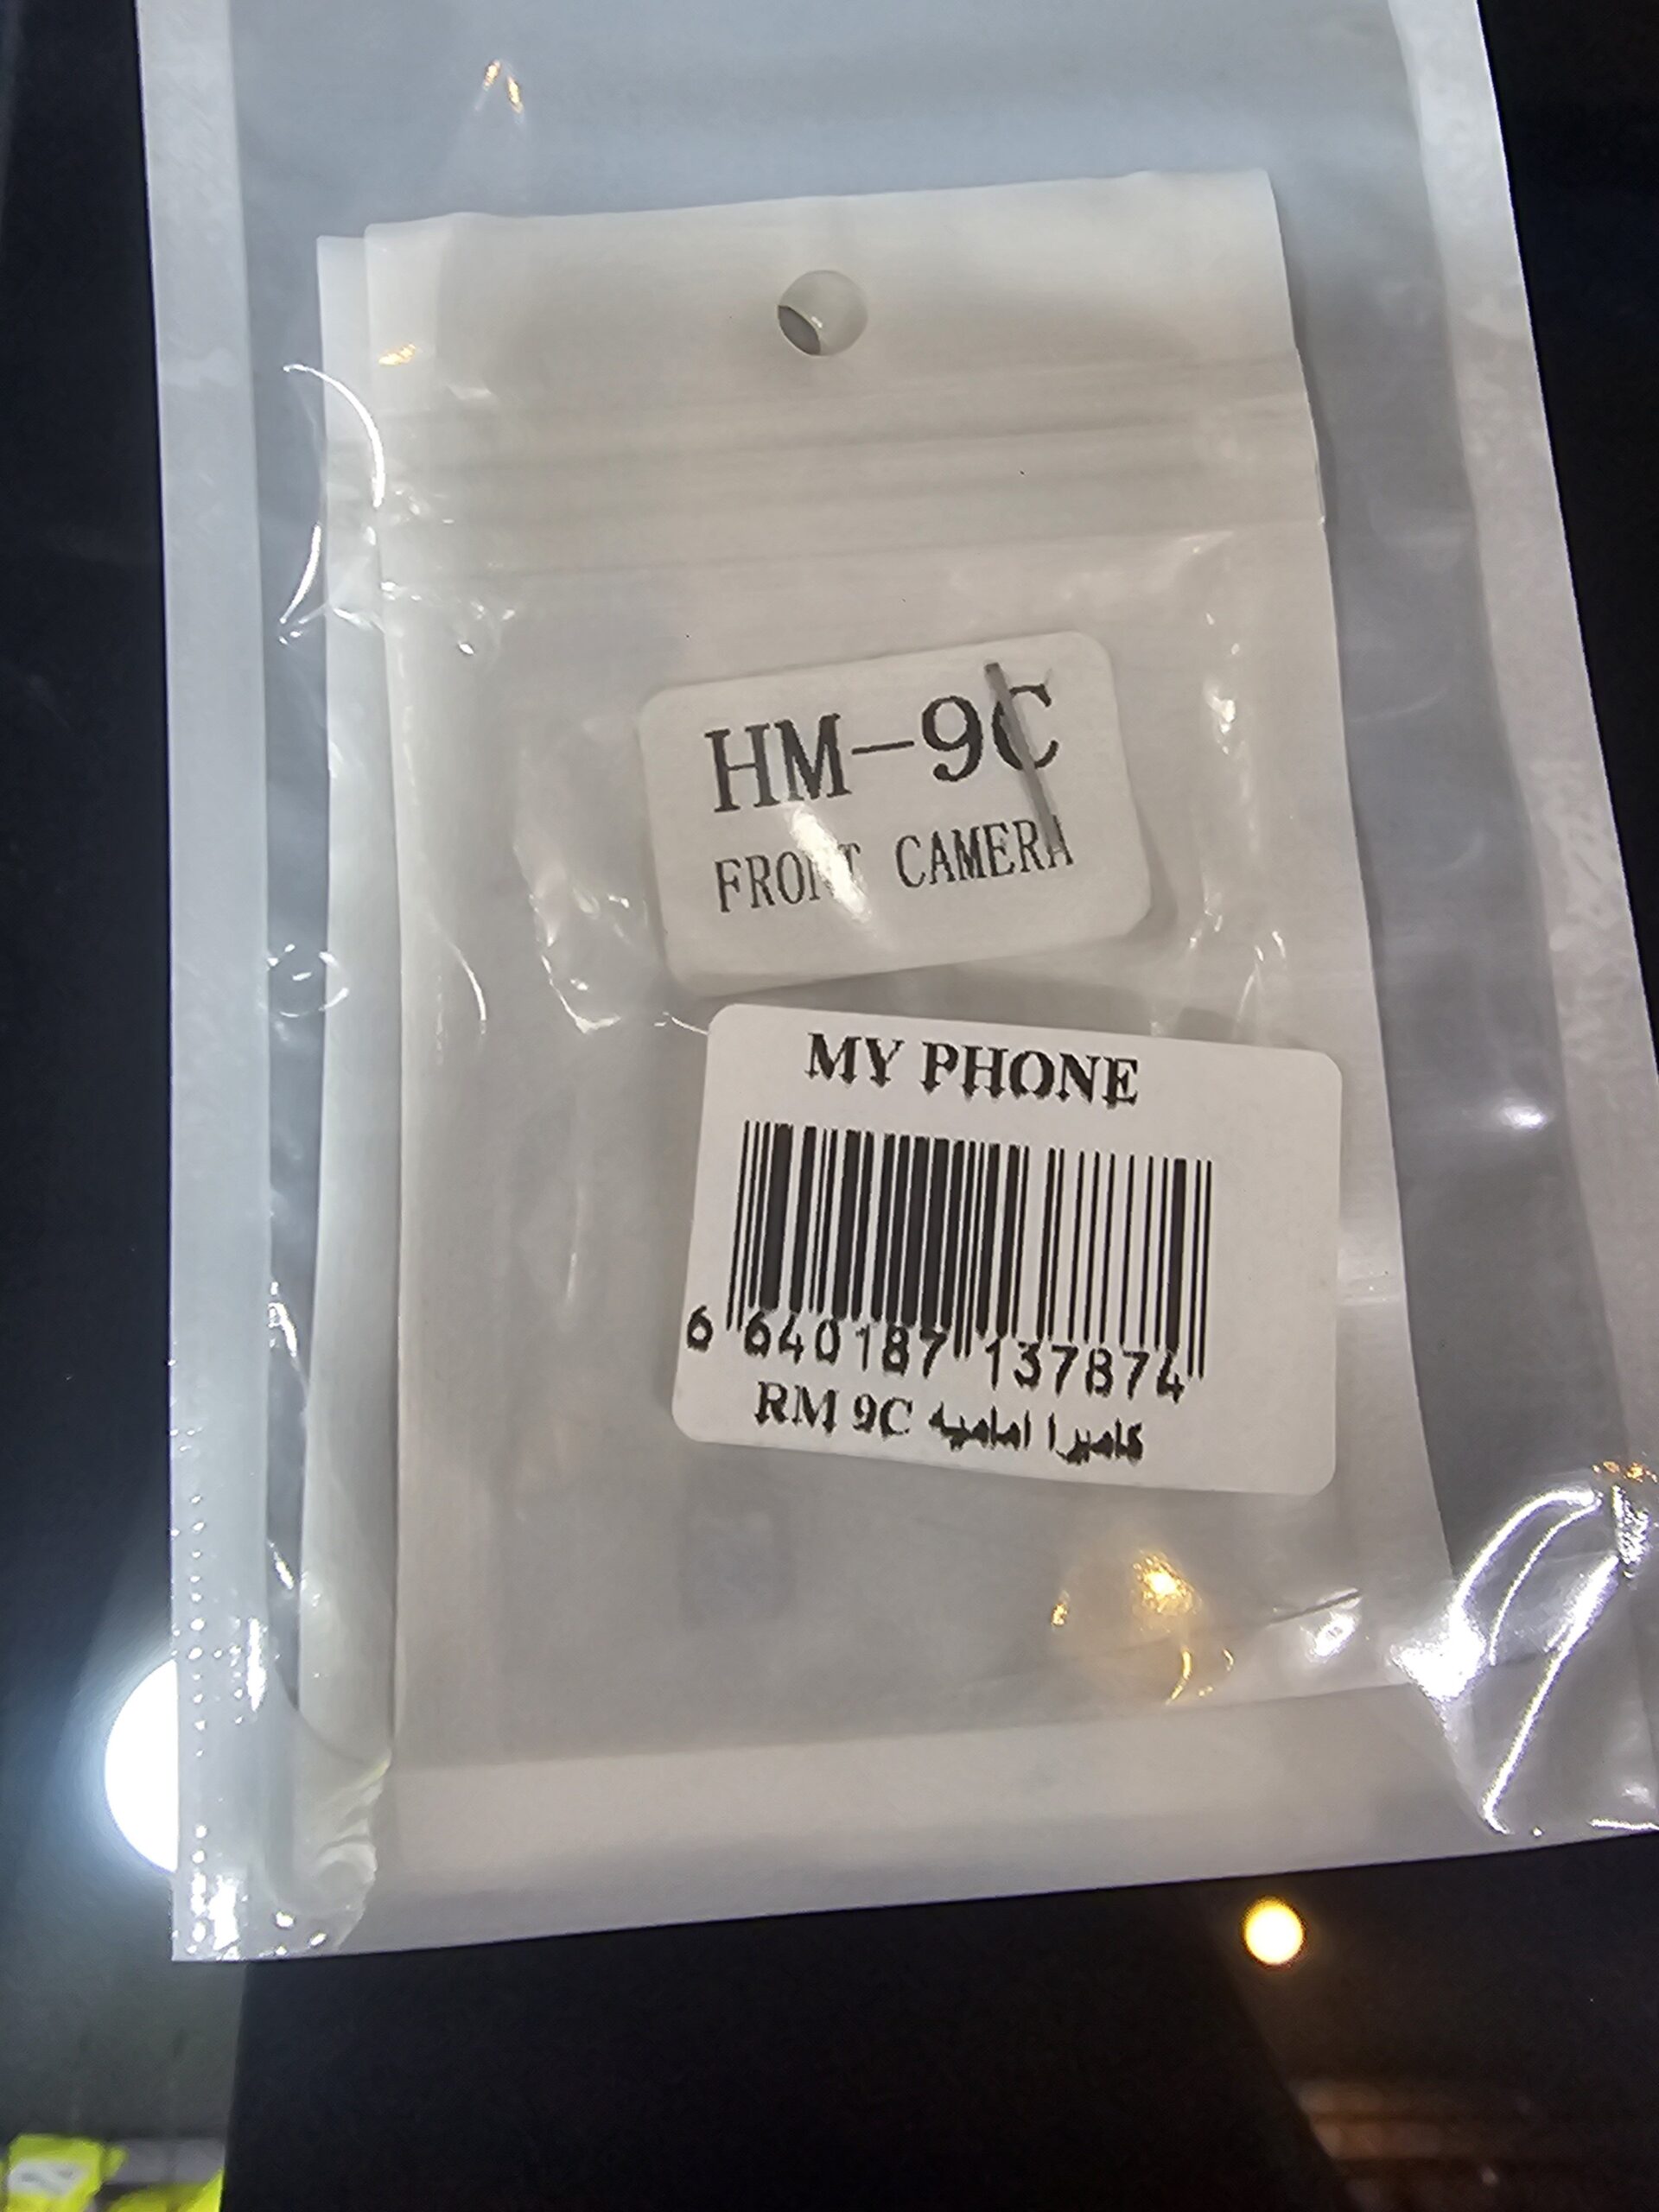 HM-9C
FRONT CAMERA
MY PHONE
6 640187 137874
RM 9C كاميرا امامية